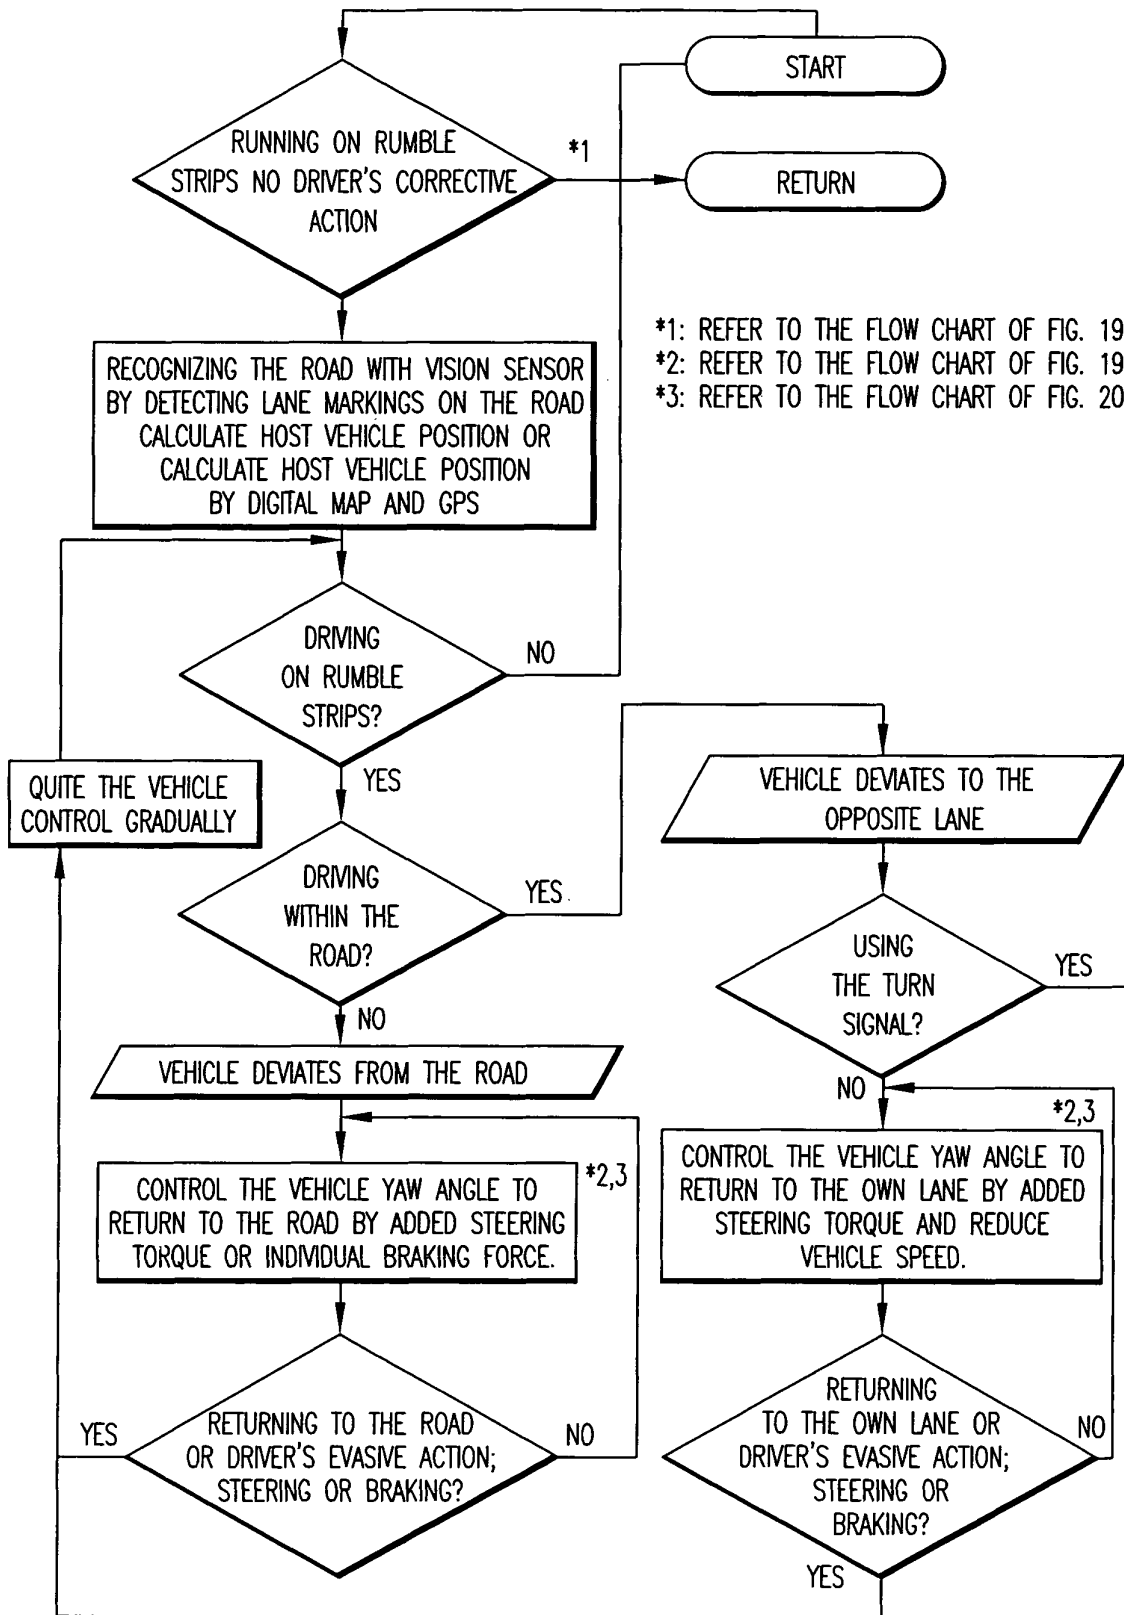 START
RUNNING ON RUMBLE
STRIPS NO DRIVER'S CORRECTIVE
ACTION
*1
RETURN
*1: REFER TO THE FLOW CHART OF FIG. 19
*2: REFER TO THE FLOW CHART OF FIG. 19
*3: REFER TO THE FLOW CHART OF FIG. 20
RECOGNIZING THE ROAD WITH VISION SENSOR
BY DETECTING LANE MARKINGS ON THE ROAD
CALCULATE HOST VEHICLE POSITION OR
CALCULATE HOST VEHICLE POSITION
BY DIGITAL MAP AND GPS
DRIVING
ON RUMBLE
STRIPS?
NO
YES
QUITE THE VEHICLE
CONTROL GRADUALLY
VEHICLE DEVIATES TO THE
OPPOSITE LANE
DRIVING
WITHIN THE
ROAD?
YES
NO
USING
THE TURN
SIGNAL?
YES
NO
VEHICLE DEVIATES FROM THE ROAD
*2,3
CONTROL THE VEHICLE YAW ANGLE TO
RETURN TO THE ROAD BY ADDED STEERING
TORQUE OR INDIVIDUAL BRAKING FORCE.
*2,3
CONTROL THE VEHICLE YAW ANGLE TO
RETURN TO THE OWN LANE BY ADDED
STEERING TORQUE AND REDUCE
VEHICLE SPEED.
YES
RETURNING TO THE ROAD
OR DRIVER'S EVASIVE ACTION;
STEERING OR BRAKING?
NO
RETURNING
TO THE OWN LANE OR
DRIVER'S EVASIVE ACTION;
STEERING OR
BRAKING?
NO
YES